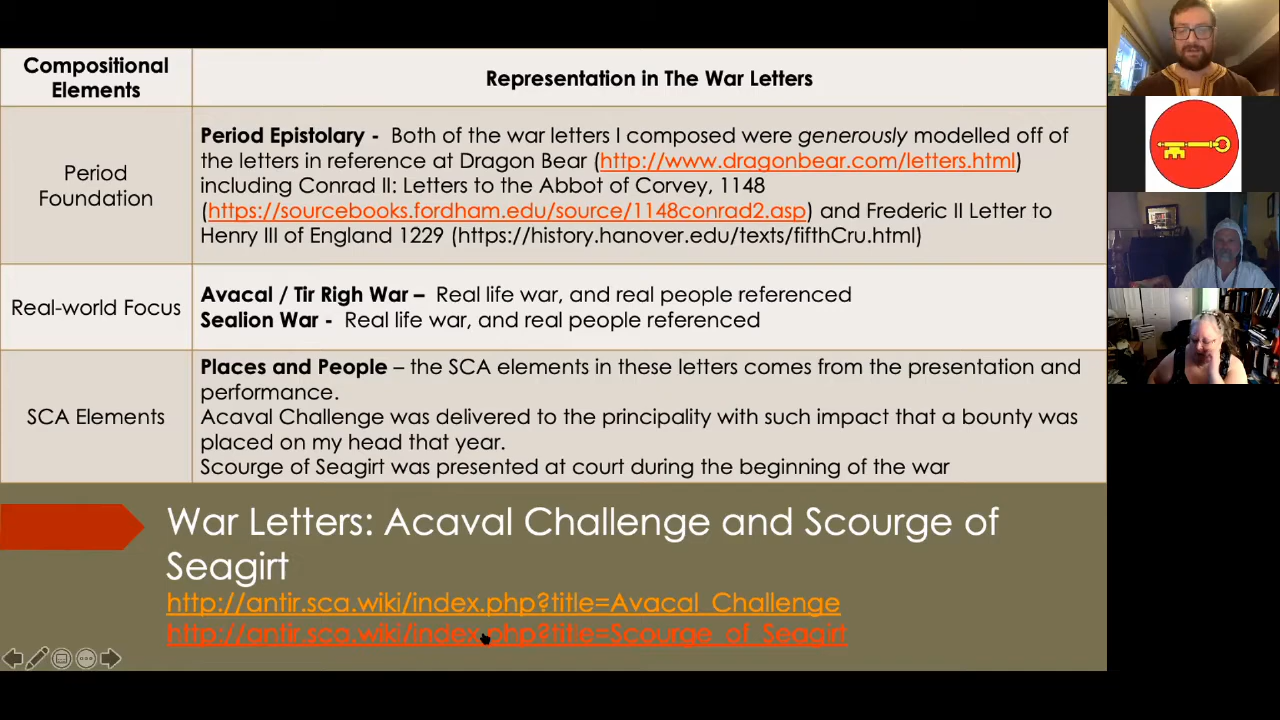 Compositional
Elements
Representation in The War Letters
Period
Foundation
Period Epistolary - Both of the war letters I composed were generously modelled off of
the letters in reference at Dragon Bear (http://www.dragonbear.com/letters.html)
including Conrad II: Letters to the Abbot of Corvey, 1148
(https://sourcebooks.fordham.edu/source/1148conrad2.asp) and Frederic II Letter to
Henry III of England 1229 (https://history.hanover.edu/texts/fifthCru.html)
Real-world Focus
Avacal / Tir Righ War – Real life war, and real people referenced
Sealion War - Real life war, and real people referenced
SCA Elements
Places and People – the SCA elements in these letters comes from the presentation and
performance.
Acaval Challenge was delivered to the principality with such impact that a bounty was
placed on my head that year.
Scourge of Seagirt was presented at court during the beginning of the war
War Letters: Acaval Challenge and Scourge of
Seagirt
http://antir.sca.wiki/index.php?title=Avacal_Challenge
http://antir.sca.wiki/index.php?title=Scourge_of_Seagirt